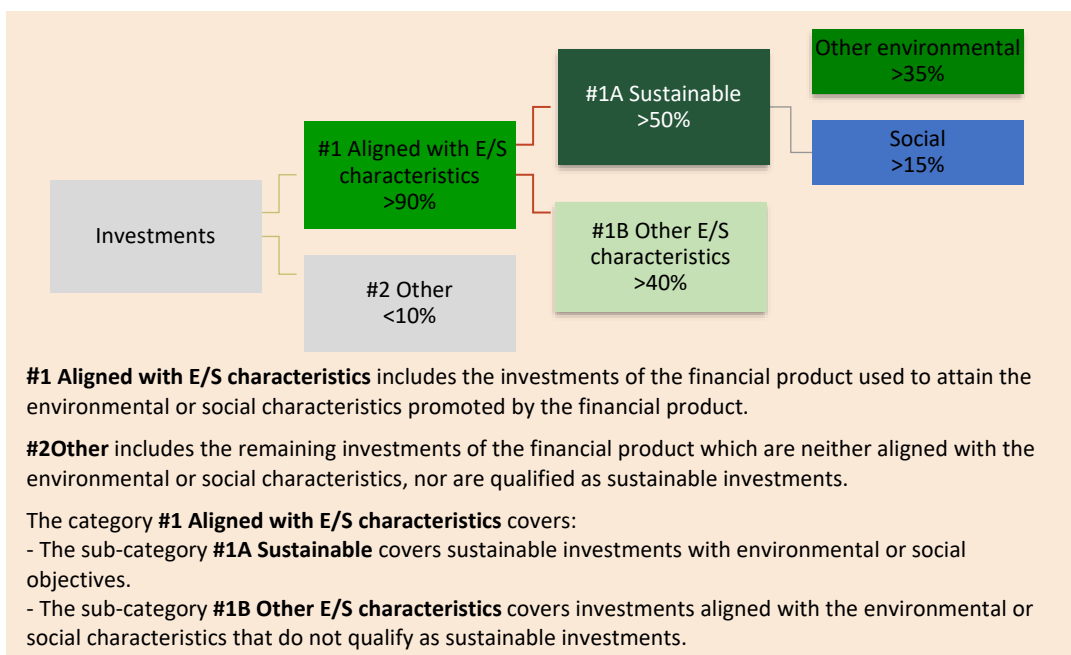 Investments
#1 Aligned with E/S
characteristics
>90%
#2 Other
<10%
#1A Sustainable
>50%
#1B Other E/S
characteristics
>40%
Other environmental
>35%
Social
>15%
#1 Aligned with E/S characteristics includes the investments of the financial product used to attain the
environmental or social characteristics promoted by the financial product.
#2Other includes the remaining investments of the financial product which are neither aligned with the
environmental or social characteristics, nor are qualified as sustainable investments.
The category #1 Aligned with E/S characteristics covers:
- The sub-category #1A Sustainable covers sustainable investments with environmental or social
objectives.
- The sub-category #1B Other E/S characteristics covers investments aligned with the environmental or
social characteristics that do not qualify as sustainable investments.